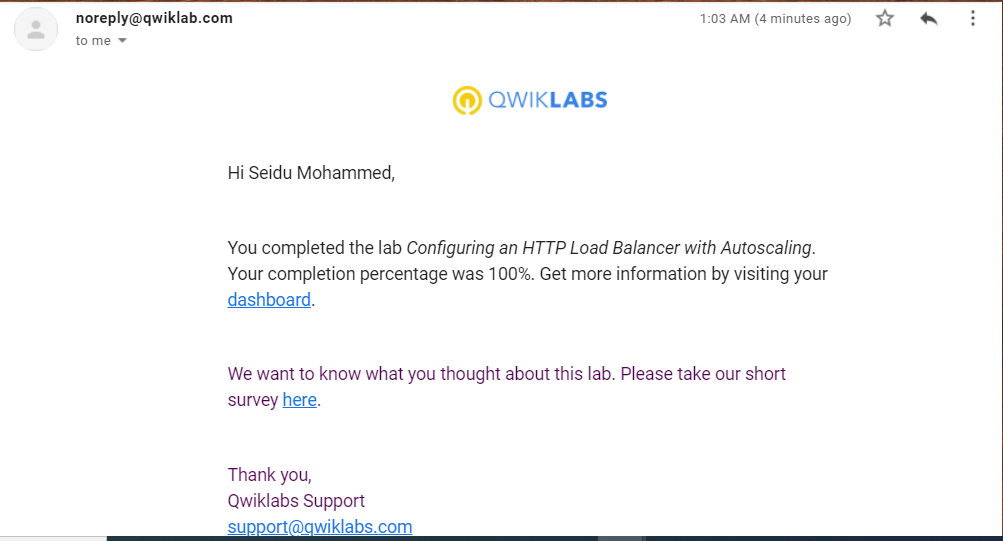 noreply@qwiklab.com
1:03 AM (4 minutes ago)
to me
QWIKLABS
Hi Seidu Mohammed,
You completed the lab Configuring an HTTP Load Balancer with Autoscaling.
Your completion percentage was 100%. Get more information by visiting your
dashboard.
We want to know what you thought about this lab. Please take our short
survey here.
Thank you,
Qwiklabs Support
support@qwiklabs.com